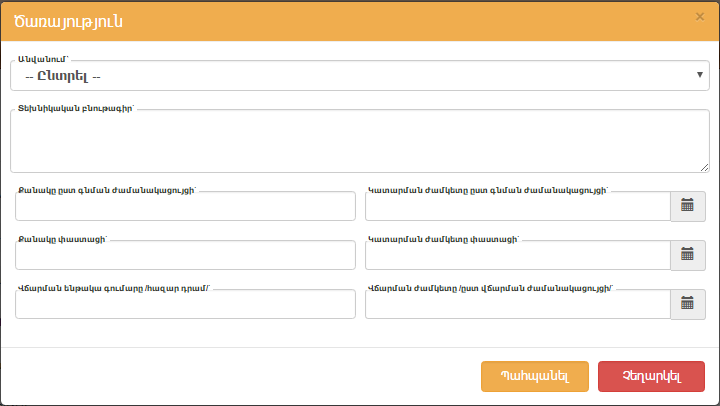 Ծառայություն ×
Անվանում՝
-- Ընտրել --
Տեխնիկական բնութագիր՝
Քանակը ըստ գնման ժամանակացույցի՝ Կատարման ժամկետը ըստ գնման ժամանակացույցի՝
Քանակը փաստացի՝ Կատարման ժամկետը փաստացի՝
Վճարման ենթակա գումարը /հազար դրամ/՝ Վճարման ժամկետը /ըստ վճարման ժամանակացույցի/՝
Պահպանել Չեղարկել